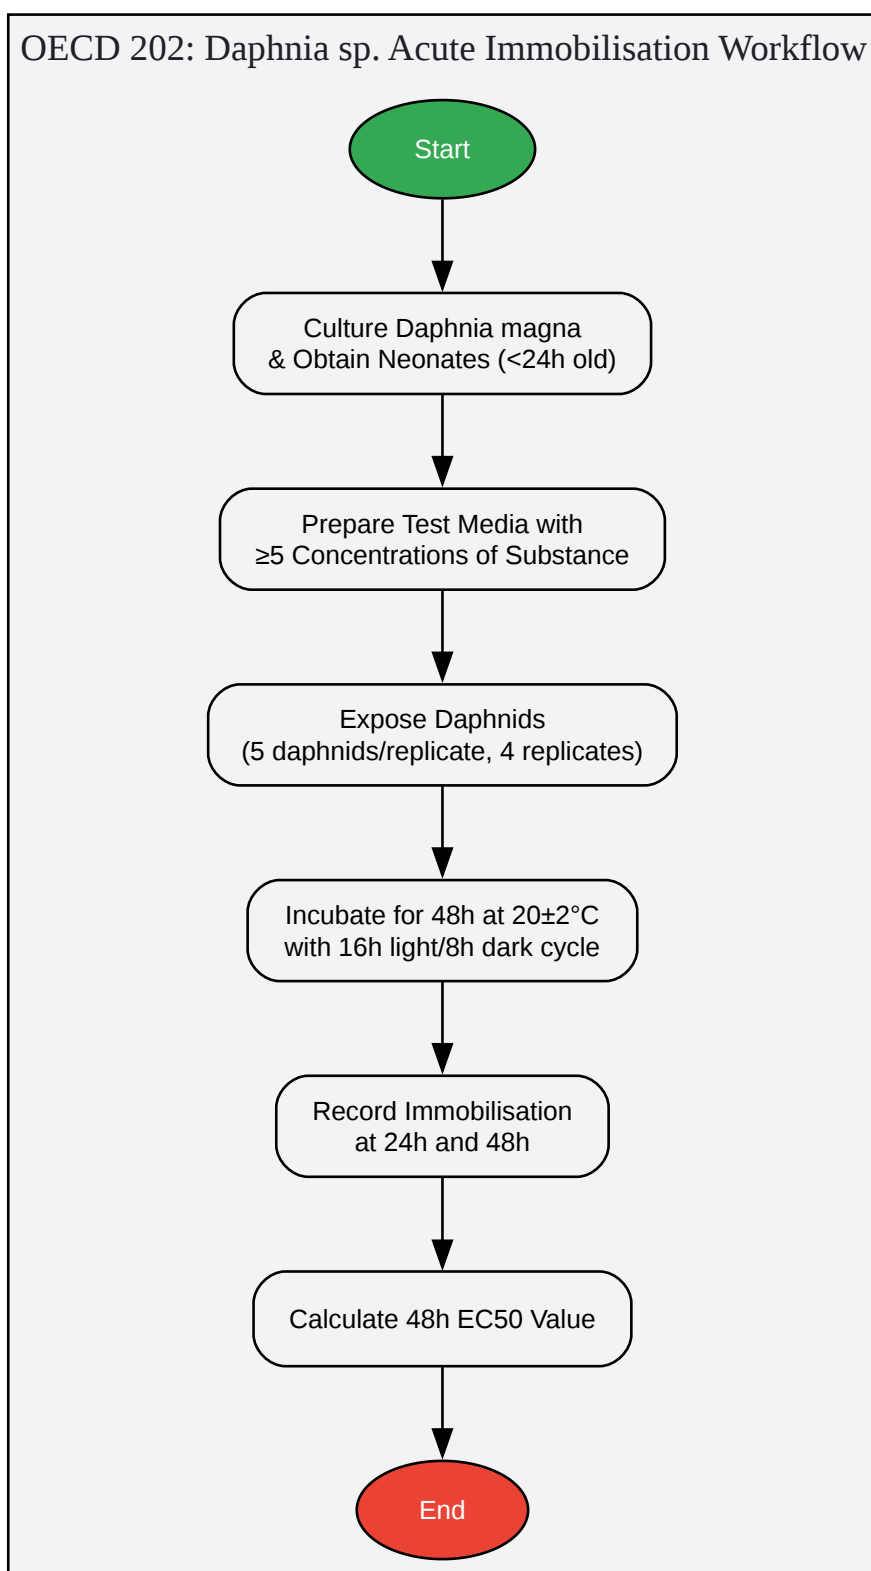 OECD 202: Daphnia sp. Acute Immobilisation Workflow
Start
Culture Daphnia magna
& Obtain Neonates (<24h old)
Prepare Test Media with
≥5 Concentrations of Substance
Expose Daphnids
(5 daphnids/replicate, 4 replicates)
Incubate for 48h at 20±2°C
with 16h light/8h dark cycle
Record Immobilisation
at 24h and 48h
Calculate 48h EC50 Value
End